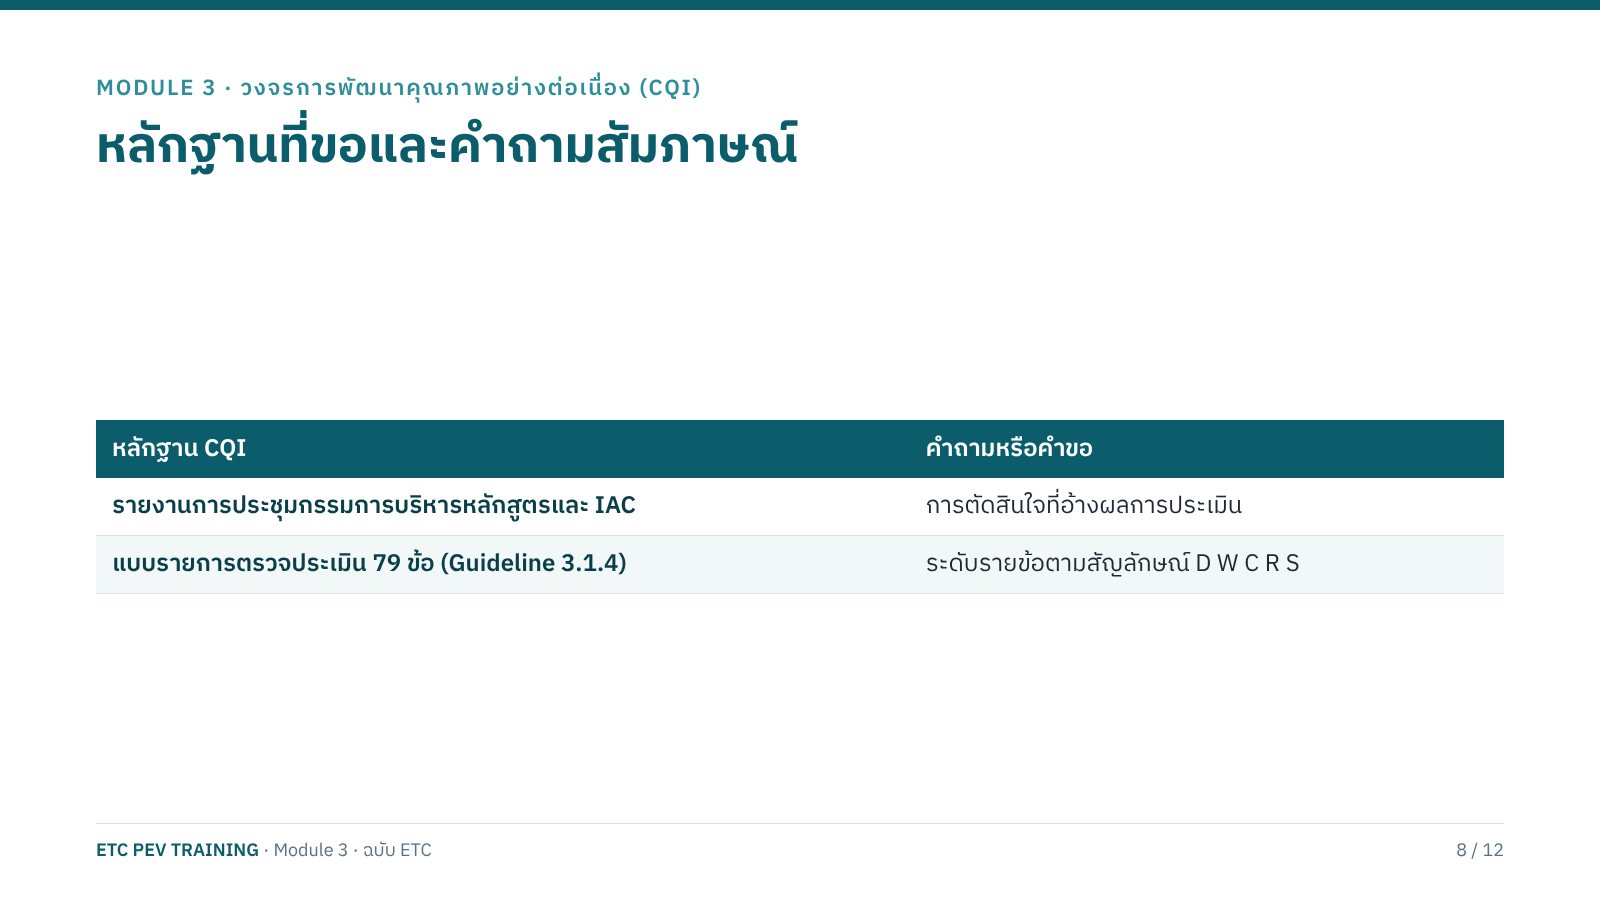 MODULE 3 · วงจรการพัฒนาคุณภาพอย่างต่อเนื่อง (CQI)
หลักฐานที่ขอและคำถามสัมภาษณ์
หลักฐาน CQI
คำถามหรือคำขอ
รายงานการประชุมกรรมการบริหารหลักสูตรและ IAC
การตัดสินใจที่อ้างผลการประเมิน
แบบรายการตรวจประเมิน 79 ข้อ (Guideline 3.1.4)
ระดับรายข้อตามสัญลักษณ์ D W C R S
ETC PEV TRAINING · Module 3 · ฉบับ ETC
8 / 12